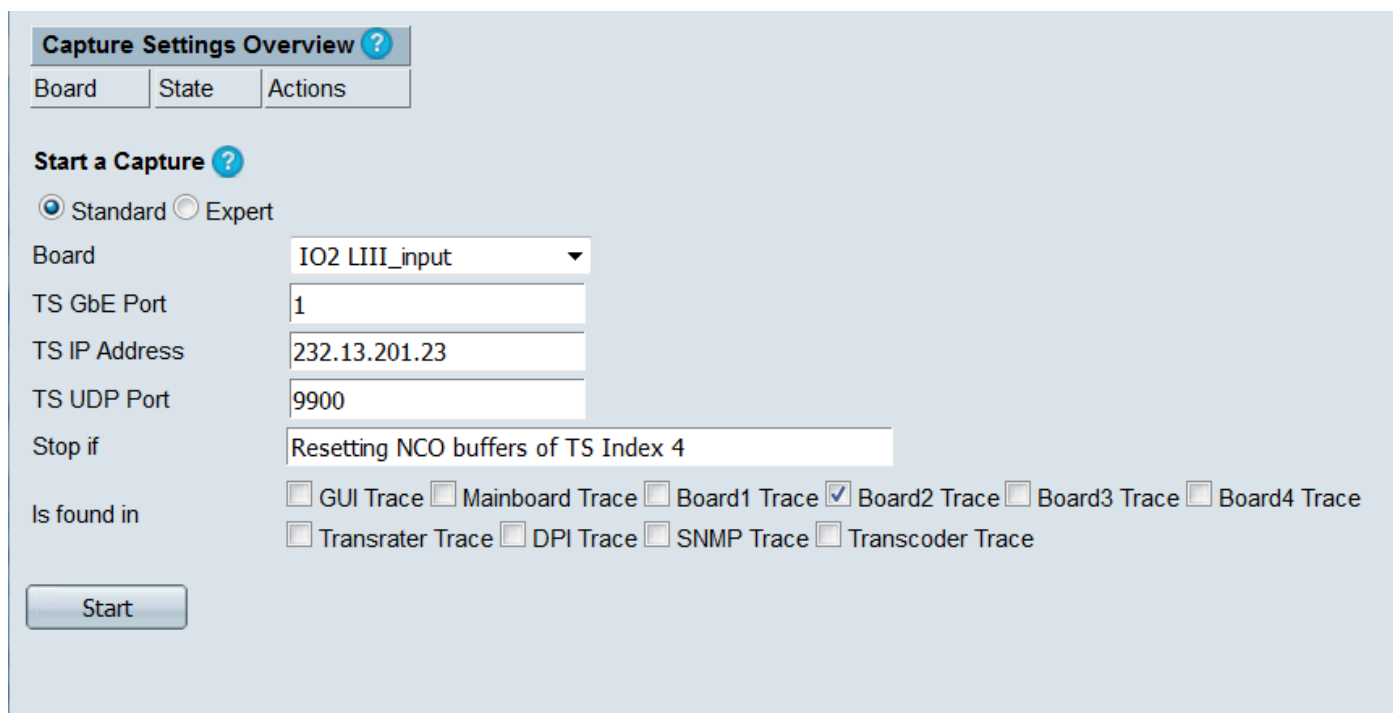 Capture Settings Overview ?
Board State Actions
Start a Capture ?
Standard Expert
Board IO2 LIII_input
TS GbE Port 1
TS IP Address 232.13.201.23
TS UDP Port 9900
Stop if Resetting NCO buffers of TS Index 4
Is found in GUI Trace Mainboard Trace Board1 Trace Board2 Trace Board3 Trace Board4 Trace
Transrater Trace DPI Trace SNMP Trace Transcoder Trace
Start